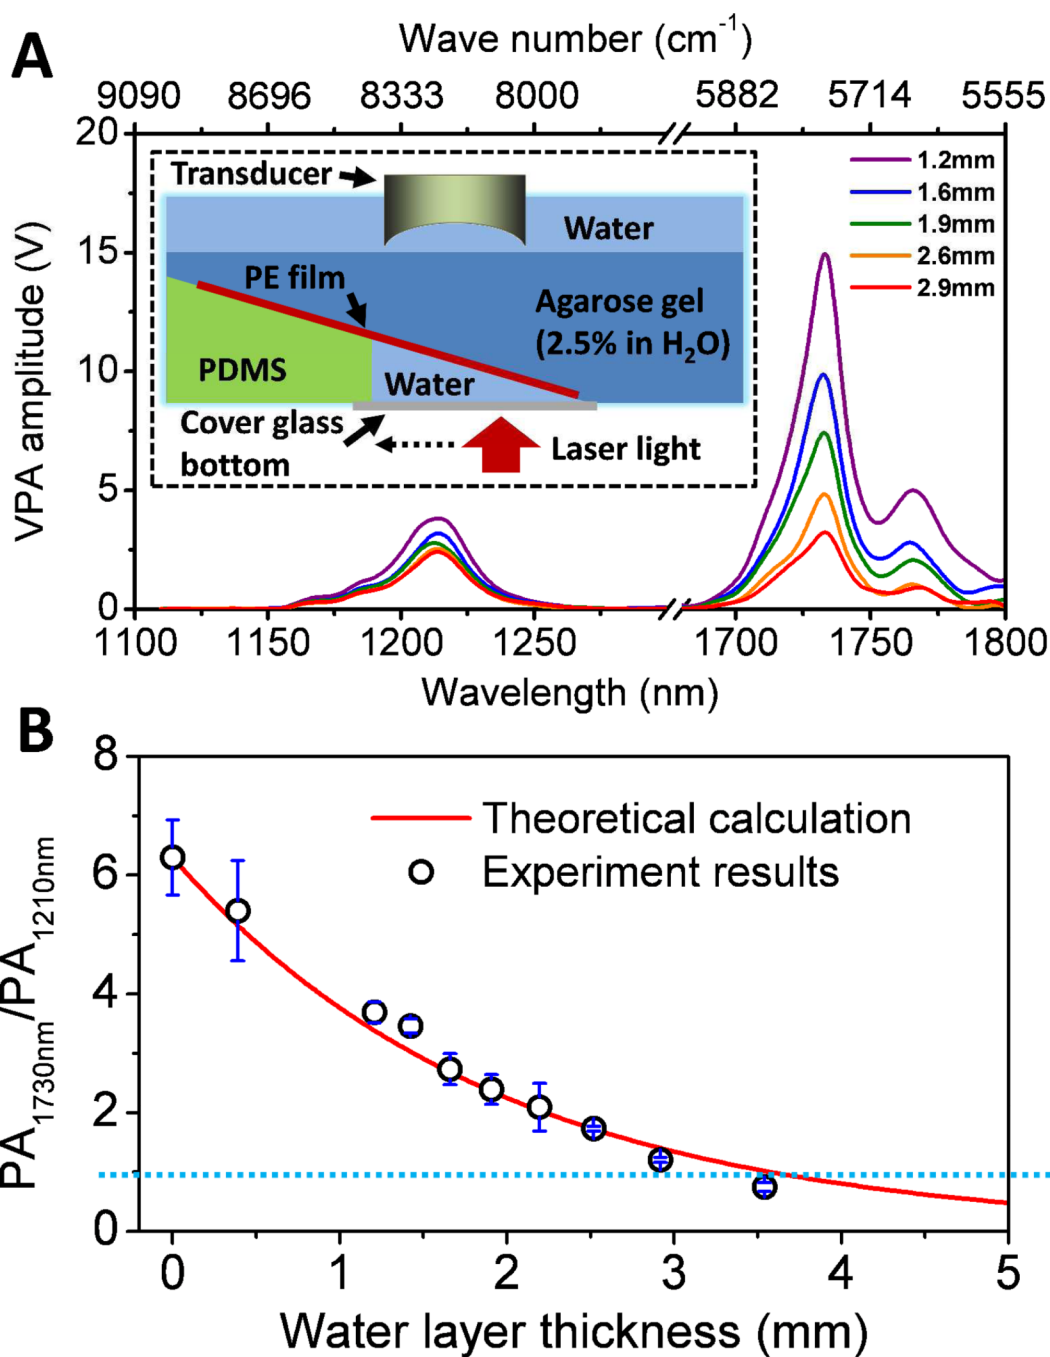 A
Wave number (cm⁻¹)
9090 8696 8333 8000 5882 5714 5555
20
15
10
5
0
VPA amplitude (V)
Transducer
Water
PE film
Agarose gel
(2.5% in H₂O)
PDMS
Water
Cover glass
bottom
Laser light
1.2mm
1.6mm
1.9mm
2.6mm
2.9mm
1100 1150 1200 1250 1700 1750 1800
Wavelength (nm)
B
8
6
4
2
0
PA₁₇₃₀ₙₘ/PA₁₂₁₀ₙₘ
Theoretical calculation
Experiment results
0 1 2 3 4 5
Water layer thickness (mm)